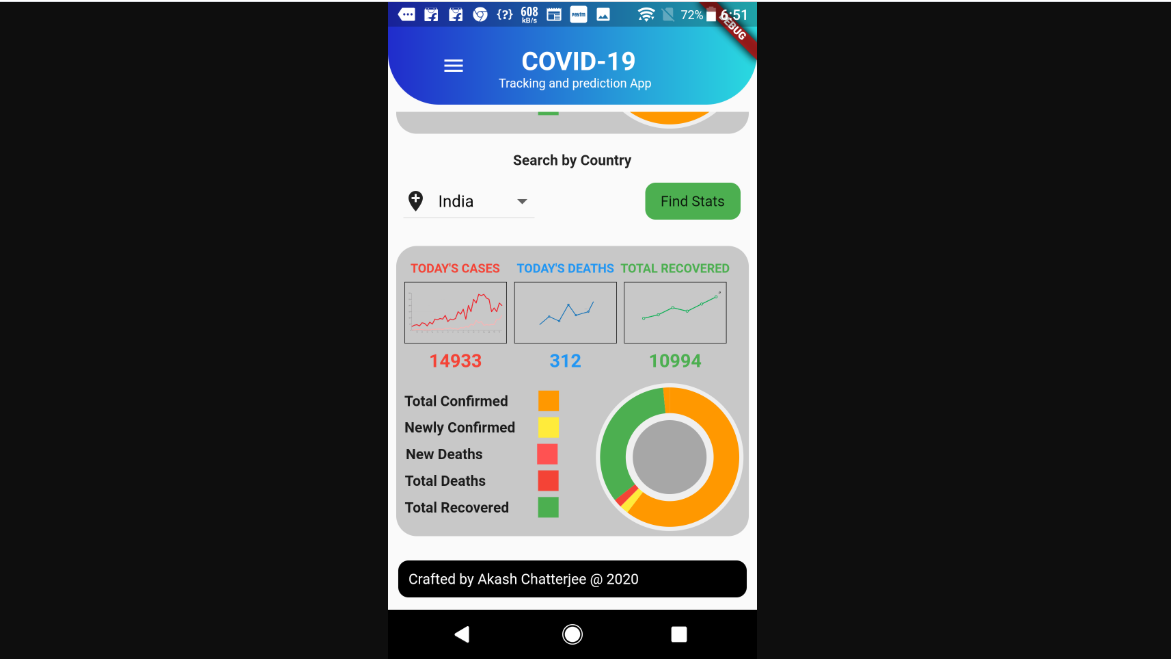 {?} 608 KB/s paytm 72% 6:51
DEBUG
COVID-19
Tracking and prediction App
Search by Country
India
Find Stats
TODAY'S CASES TODAY'S DEATHS TOTAL RECOVERED
14933 312 10994
Total Confirmed
Newly Confirmed
New Deaths
Total Deaths
Total Recovered
Crafted by Akash Chatterjee @ 2020